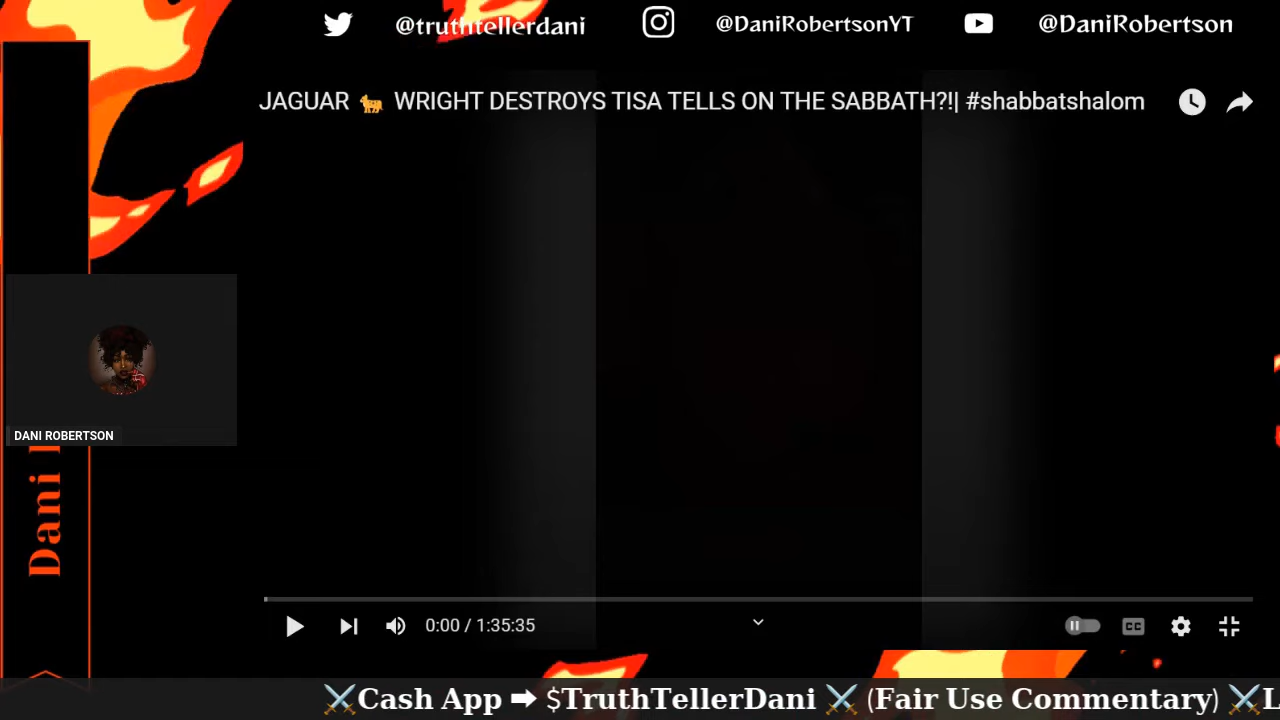 @truthtellerdani @DaniRobertsonYT @DaniRobertson
JAGUAR 🐆 WRIGHT DESTROYS TISA TELLS ON THE SABBATH?!| #shabbatshalom
DANI ROBERTSON
Dani
0:00 / 1:35:35
CC
⚔️Cash App ➡ $TruthTellerDani ⚔️ (Fair Use Commentary) ⚔️L